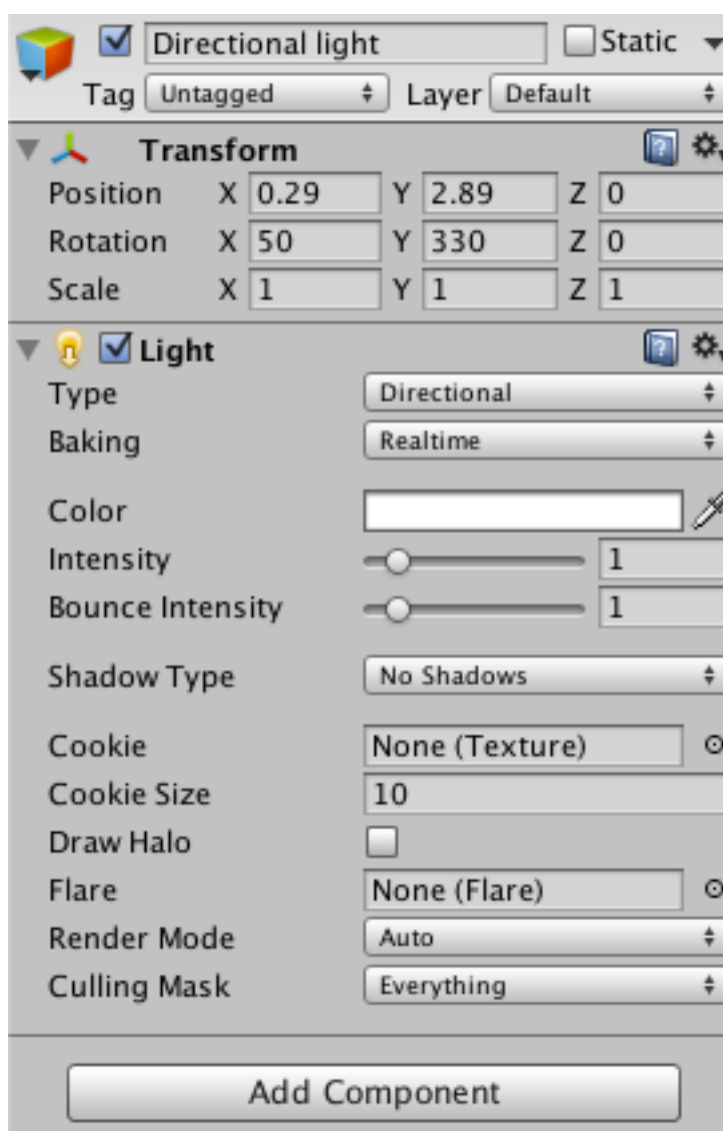 Directional light Static
Tag Untagged Layer Default
Transform
Position X 0.29 Y 2.89 Z 0
Rotation X 50 Y 330 Z 0
Scale X 1 Y 1 Z 1
Light
Type Directional
Baking Realtime
Color
Intensity 1
Bounce Intensity 1
Shadow Type No Shadows
Cookie None (Texture)
Cookie Size 10
Draw Halo
Flare None (Flare)
Render Mode Auto
Culling Mask Everything
Add Component